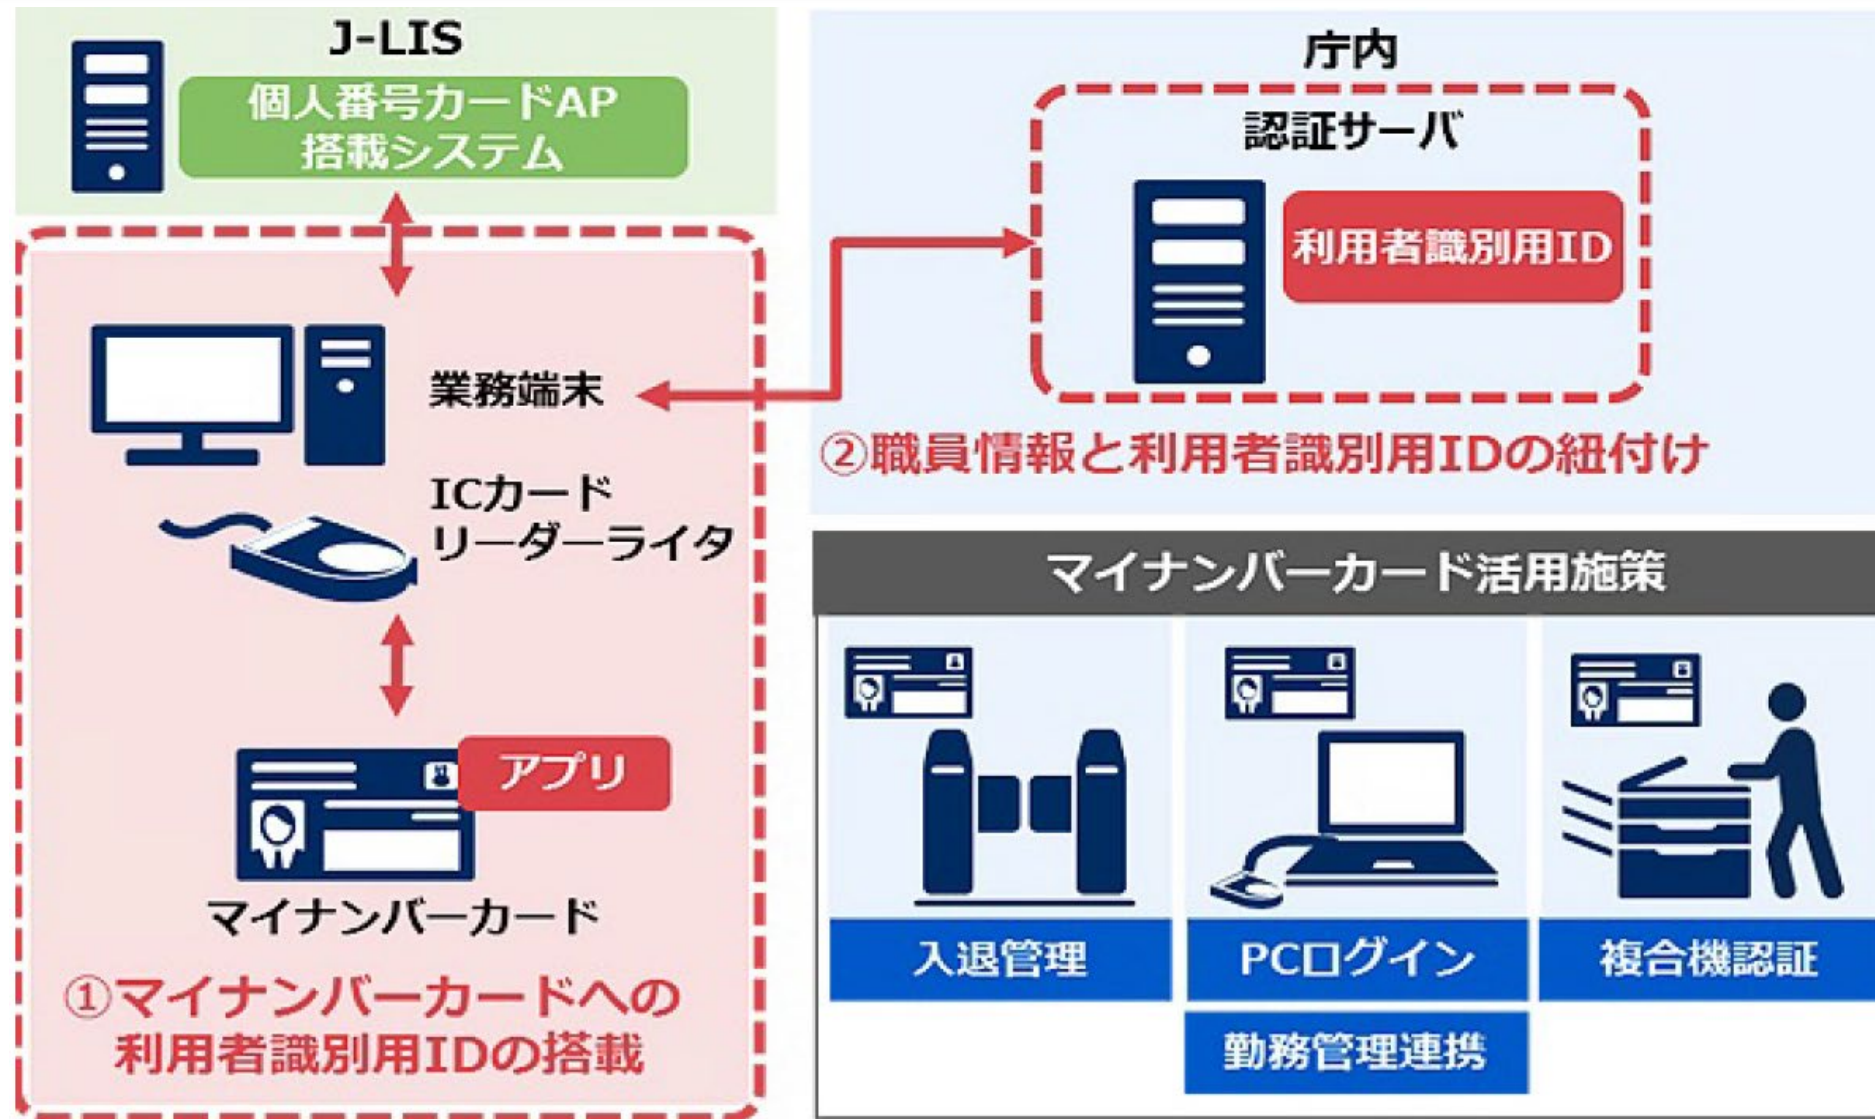 J-LIS
個人番号カードAP
搭載システム
業務端末
ICカード
リーダーライタ
アプリ
マイナンバーカード
①マイナンバーカードへの
利用者識別用IDの搭載
庁内
認証サーバ
利用者識別用ID
②職員情報と利用者識別用IDの紐付け
マイナンバーカード活用施策
入退管理
PCログイン
複合機認証
勤務管理連携